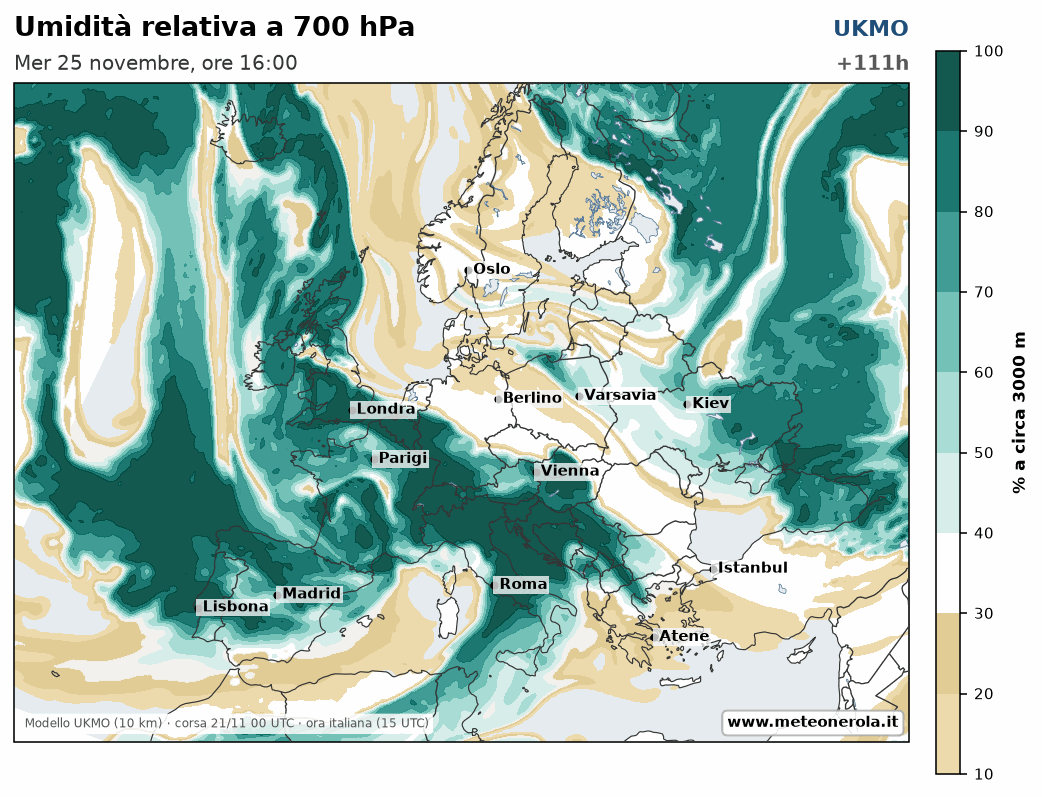 Umidità relativa a 700 hPa
UKMO
Mer 25 novembre, ore 16:00
+111h
100
90
80
70
60
50
40
30
20
10
% a circa 3000 m
Oslo
Berlino
Varsavia
Kiev
Londra
Parigi
Vienna
Istanbul
Roma
Madrid
Lisbona
Atene
Modello UKMO (10 km) · corsa 21/11 00 UTC · ora italiana (15 UTC)
www.meteonerola.it